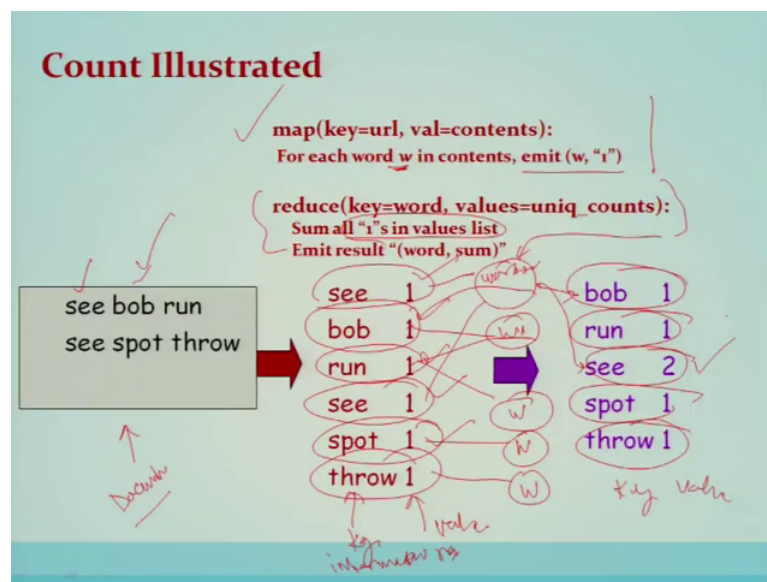 Count Illustrated
map(key=url, val=contents):
For each word w in contents, emit (w, “1”)
reduce(key=word, values=uniq_counts):
Sum all “1”s in values list
Emit result “(word, sum)”
see bob run
see spot throw
see 1
bob 1
run 1
see 1
spot 1
throw 1
worker
w
w
w
bob 1
run 1
see 2
spot 1
throw 1
key value
key
value